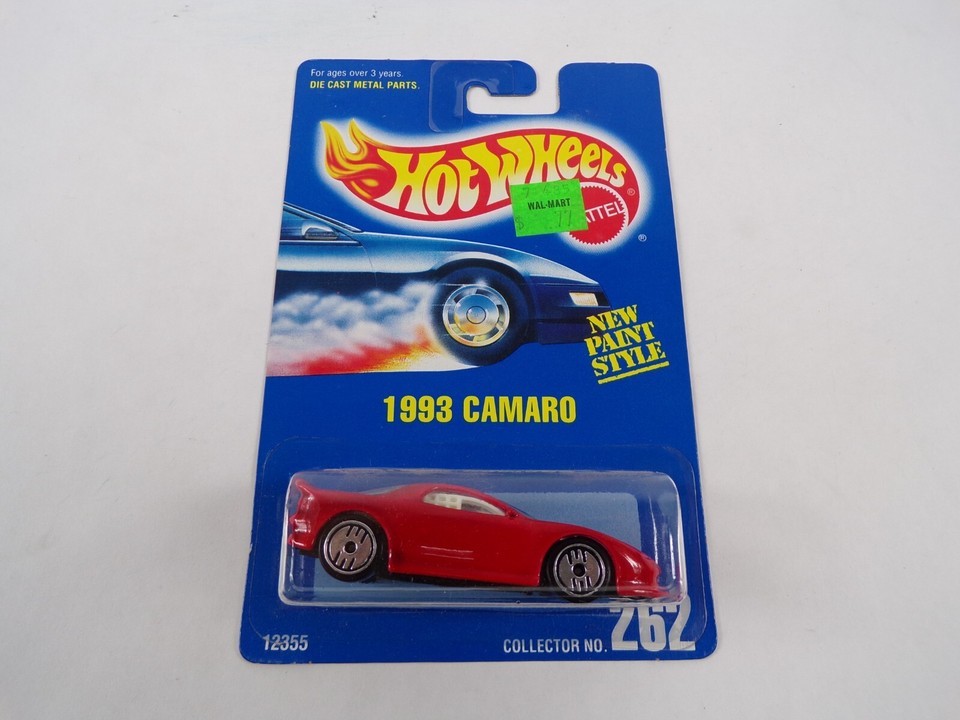 For ages over 3 years.
DIE CAST METAL PARTS.
HOT WHEELS
®
WAL-MART
$ .77
MATTEL
®
NEW
PAINT
STYLE
1993 CAMARO
12355
COLLECTOR NO. 262